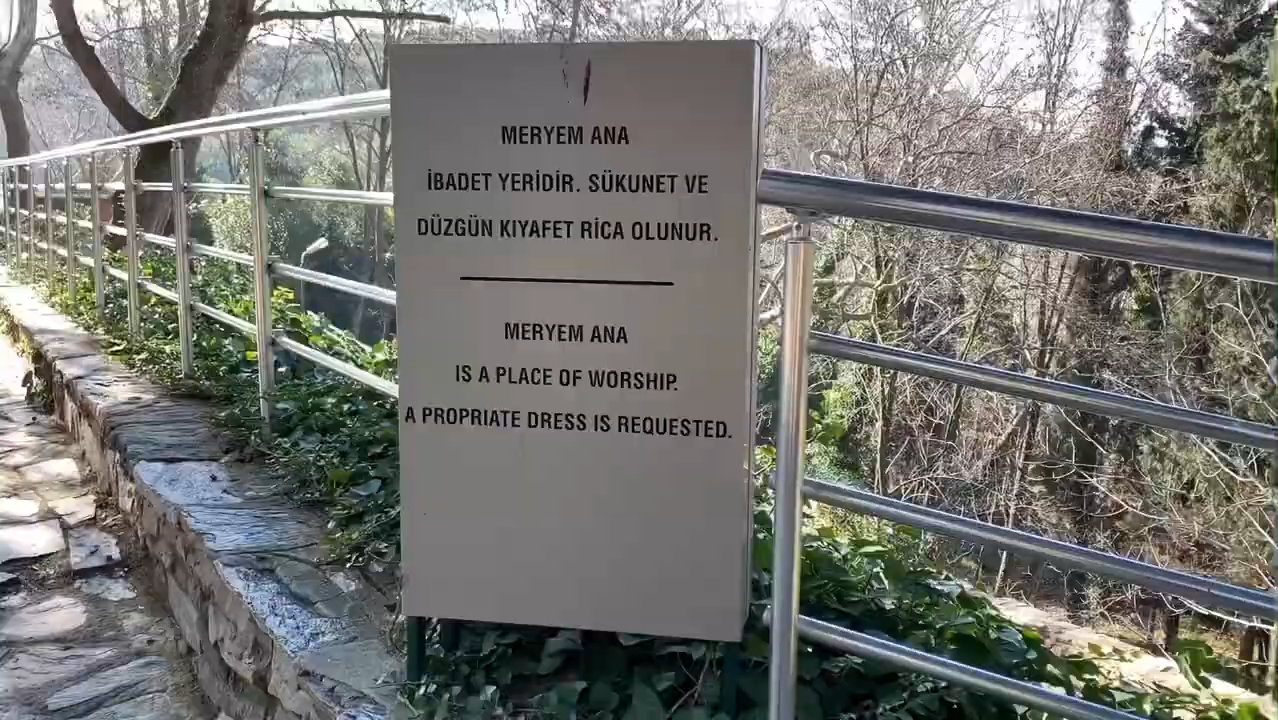 MERYEM ANA
İBADET YERİDİR. SÜKUNET VE
DÜZGÜN KIYAFET RİCA OLUNUR.
MERYEM ANA
IS A PLACE OF WORSHIP.
A PROPRIATE DRESS IS REQUESTED.